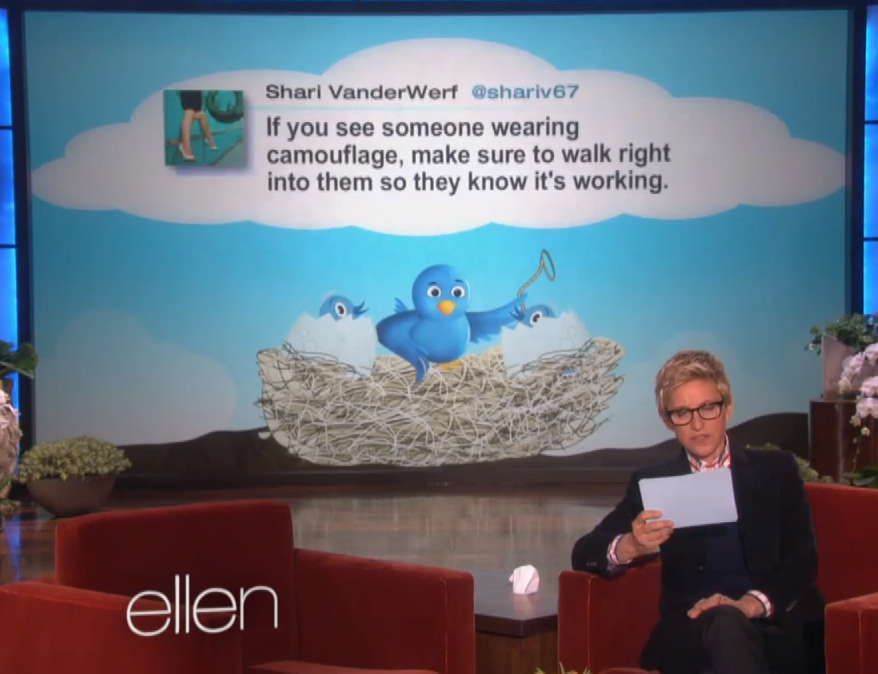 Shari VanderWerf @shariv67
If you see someone wearing
camouflage, make sure to walk right
into them so they know it's working.
ellen